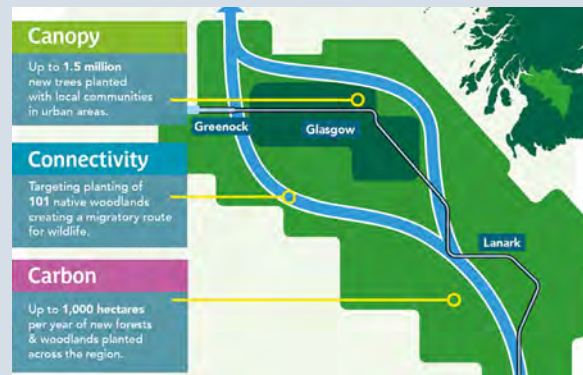 Canopy
Up to 1.5 million
new trees planted
with local communities
in urban areas.
Greenock
Glasgow
Connectivity
Targeting planting of
101 native woodlands
creating a migratory route
for wildlife.
Lanark
Carbon
Up to 1,000 hectares
per year of new forests
& woodlands planted
across the region.